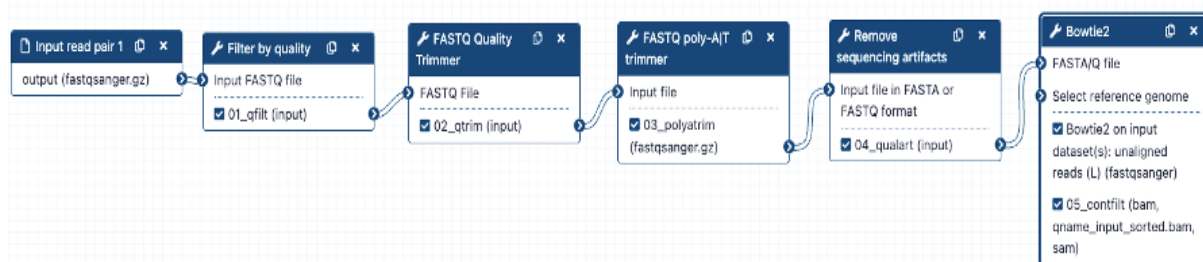 Input read pair 1
output (fastqsanger.gz)
Filter by quality
Input FASTQ file
01_qfilt (input)
FASTQ Quality
Trimmer
FASTQ File
02_qtrim (input)
FASTQ poly-A|T
trimmer
Input file
03_polyatrim
(fastqsanger.gz)
Remove
sequencing artifacts
Input file in FASTA or
FASTQ format
04_qualart (input)
Bowtie2
FASTA/Q file
Select reference genome
Bowtie2 on input
dataset(s): unaligned
reads (L) (fastqsanger)
05_contfilt (bam,
qname_input_sorted.bam,
sam)